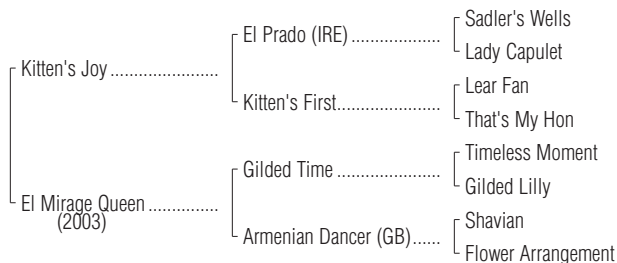 Sadler's Wells
El Prado (IRE) ....................
Lady Capulet
Kitten's Joy ........................
Lear Fan
Kitten's First.......................
That's My Hon
Timeless Moment
Gilded Time .......................
Gilded Lilly
El Mirage Queen ...............
(2003)
Shavian
Armenian Dancer (GB)......
Flower Arrangement